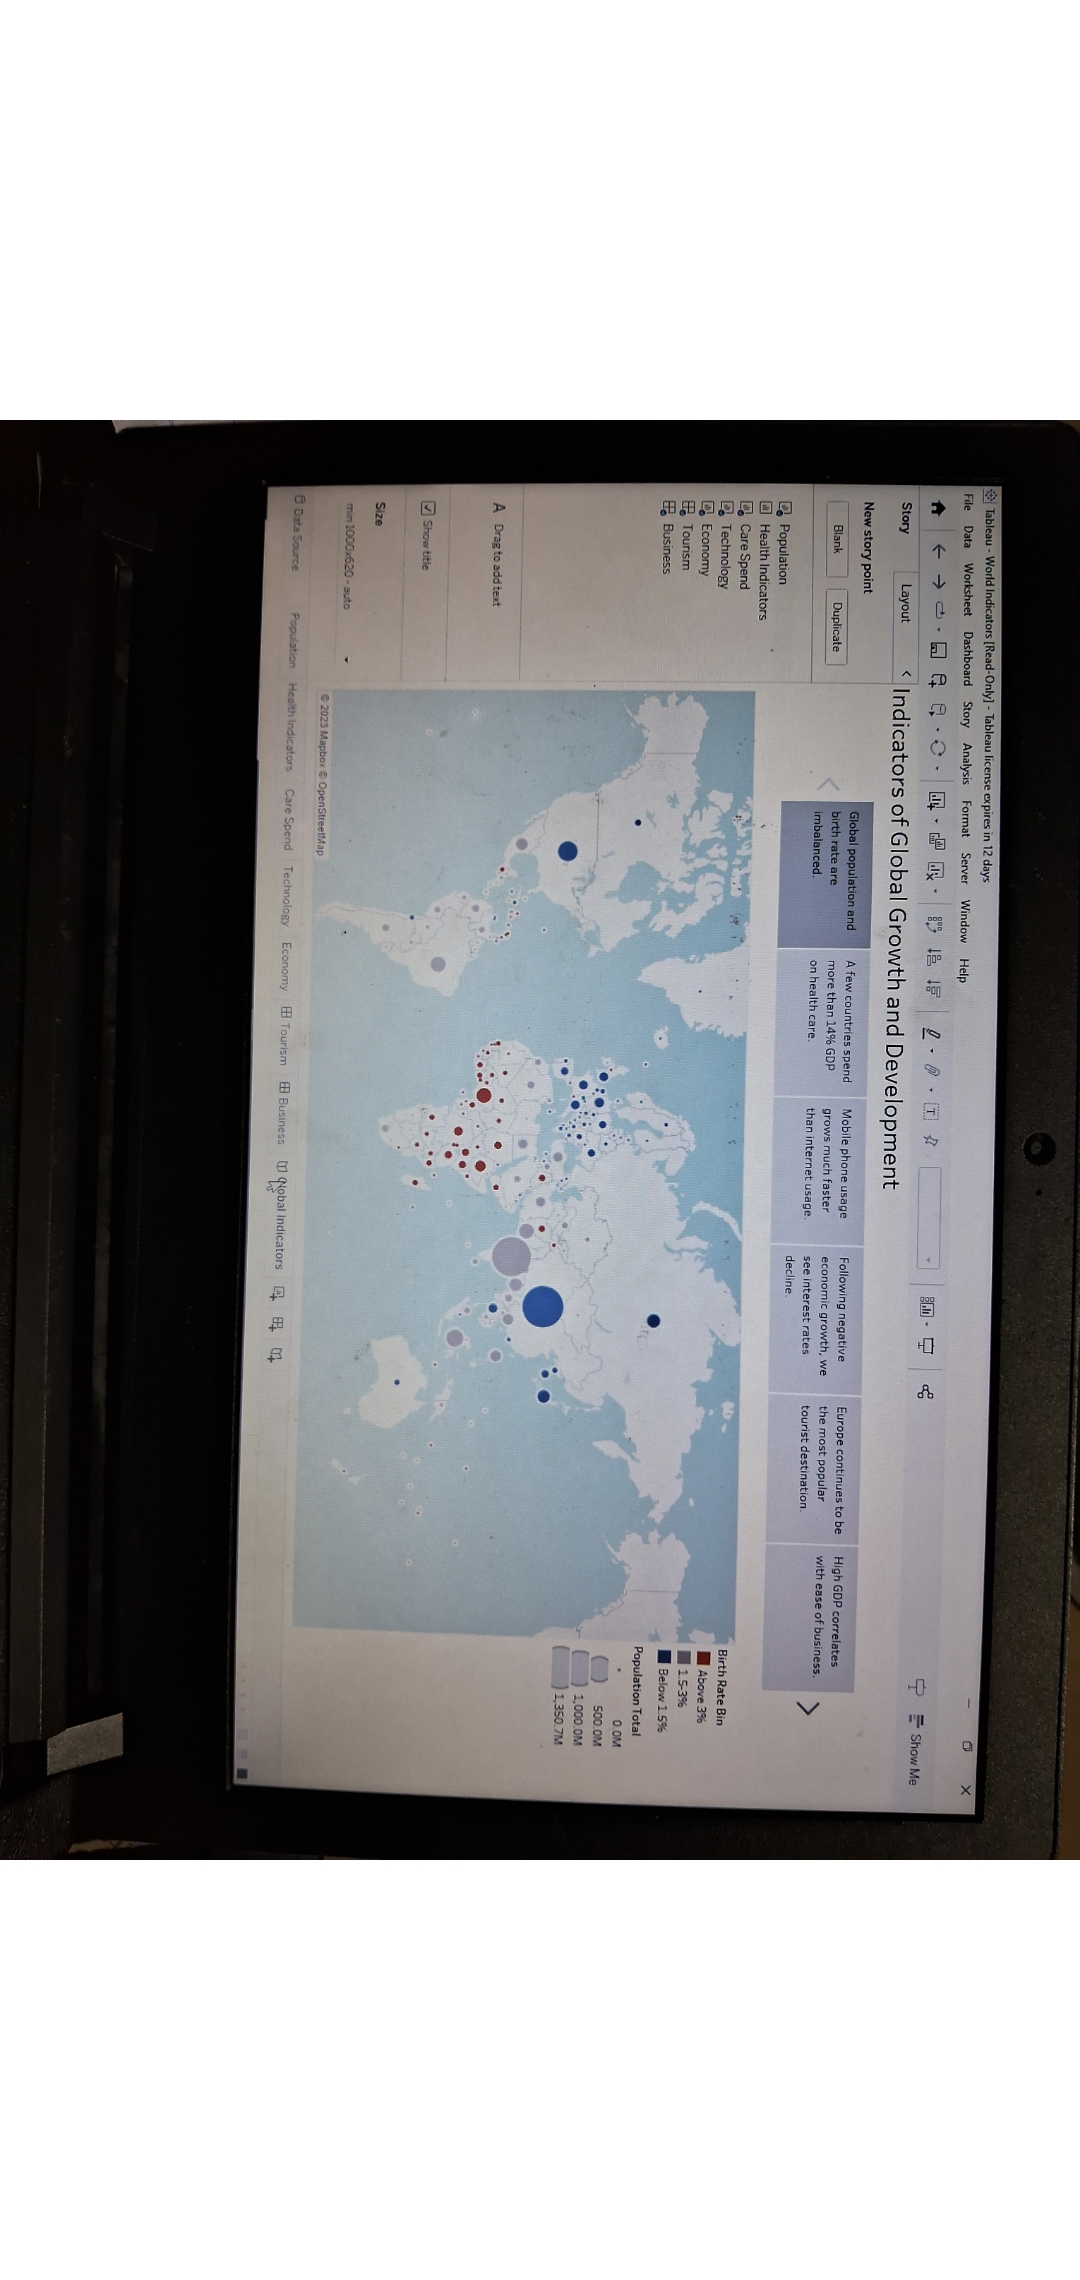 Tableau - World Indicators [Read-Only] - Tableau license expires in 12 days
File Data Worksheet Dashboard Story Analysis Format Server Window Help
Show Me
Story Layout
New story point
Blank Duplicate
Population
Health Indicators
Care Spend
Technology
Economy
Tourism
Business
A Drag to add text
Show title
Size
min 1000x620 - auto
Indicators of Global Growth and Development
Global population and
birth rate are
imbalanced.
A few countries spend
more than 14% GDP
on health care.
Mobile phone usage
grows much faster
than internet usage.
Following negative
economic growth, we
see interest rates
decline.
Europe continues to be
the most popular
tourist destination.
High GDP correlates
with ease of business.
Birth Rate Bin
Above 3%
1.5-3%
Below 1.5%
Population Total
0.0M
500.0M
1,000.0M
1,350.7M
© 2023 Mapbox © OpenStreetMap
Data Source Population Health Indicators Care Spend Technology Economy Tourism Business Global Indicators